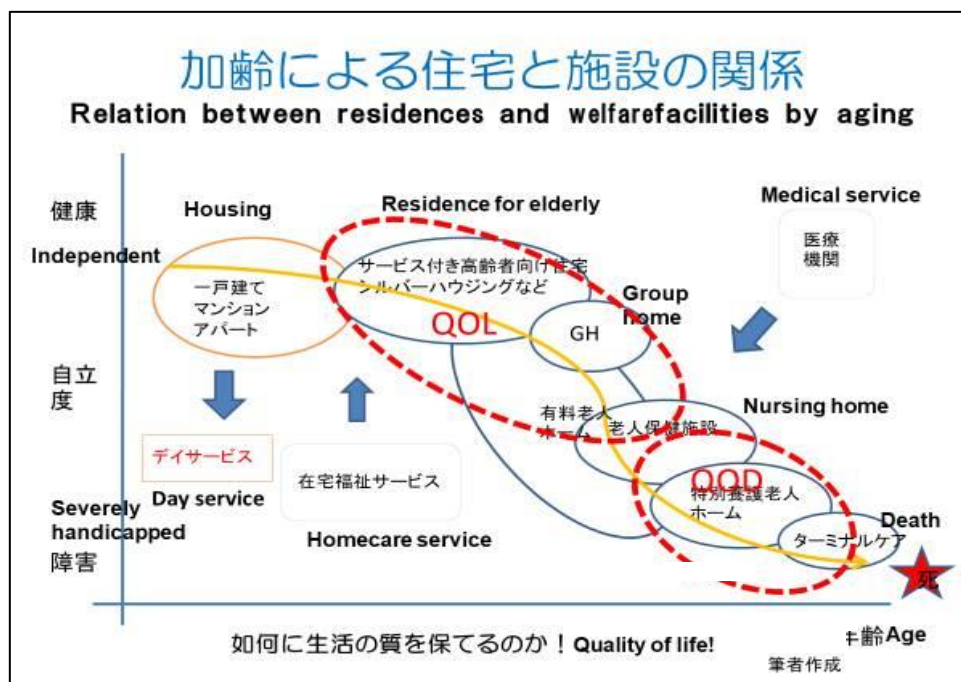 加齢による住宅と施設の関係
Relation between residences and welfarefacilities by aging
健康
Independent
自立
度
Severely
handicapped
障害
Housing
一戸建て
マンション
アパート
デイサービス
Day service
Residence for elderly
サービス付き高齢者向け住宅
シルバーハウジングなど
QOL
在宅福祉サービス
Homecare service
Group
home
GH
Medical service
医療
機関
有料老人
ホーム
老人保健施設
Nursing home
QOD
特別養護老人
ホーム
ターミナルケア
Death
死
如何に生活の質を保てるのか！Quality of life!
齢Age
筆者作成